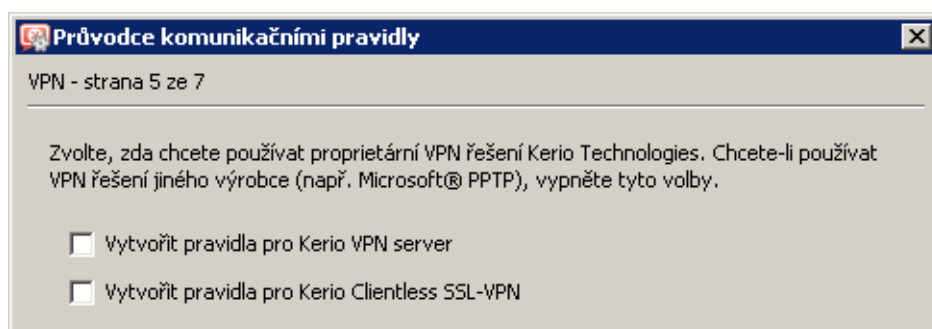 Průvodce komunikačními pravidly
VPN - strana 5 ze 7
Zvolte, zda chcete používat proprietární VPN řešení Kerio Technologies. Chcete-li používat
VPN řešení jiného výrobce (např. Microsoft® PPTP), vypněte tyto volby.
Vytvořit pravidla pro Kerio VPN server
Vytvořit pravidla pro Kerio Clientless SSL-VPN